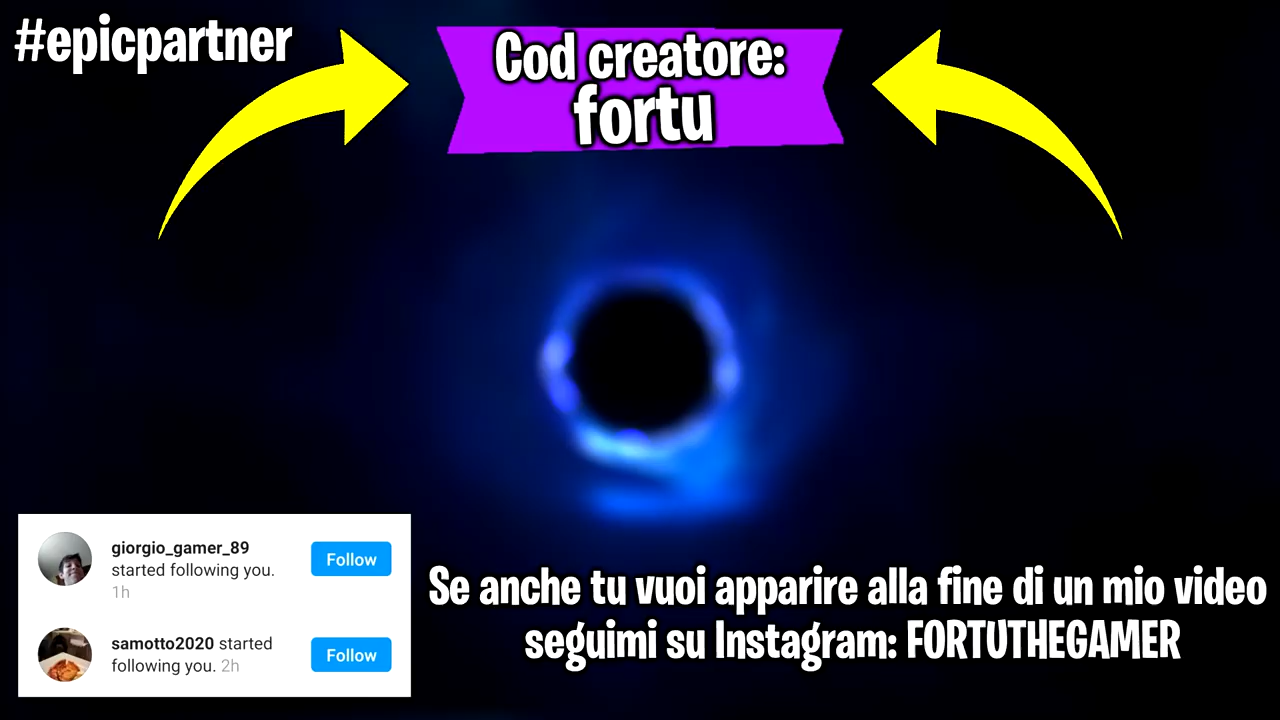 #epicpartner
Cod creatore:
fortu
giorgio_gamer_89
started following you.
1h
Follow
samotto2020 started
following you. 2h
Follow
Se anche tu vuoi apparire alla fine di un mio video
seguimi su Instagram: FORTUTHEGAMER